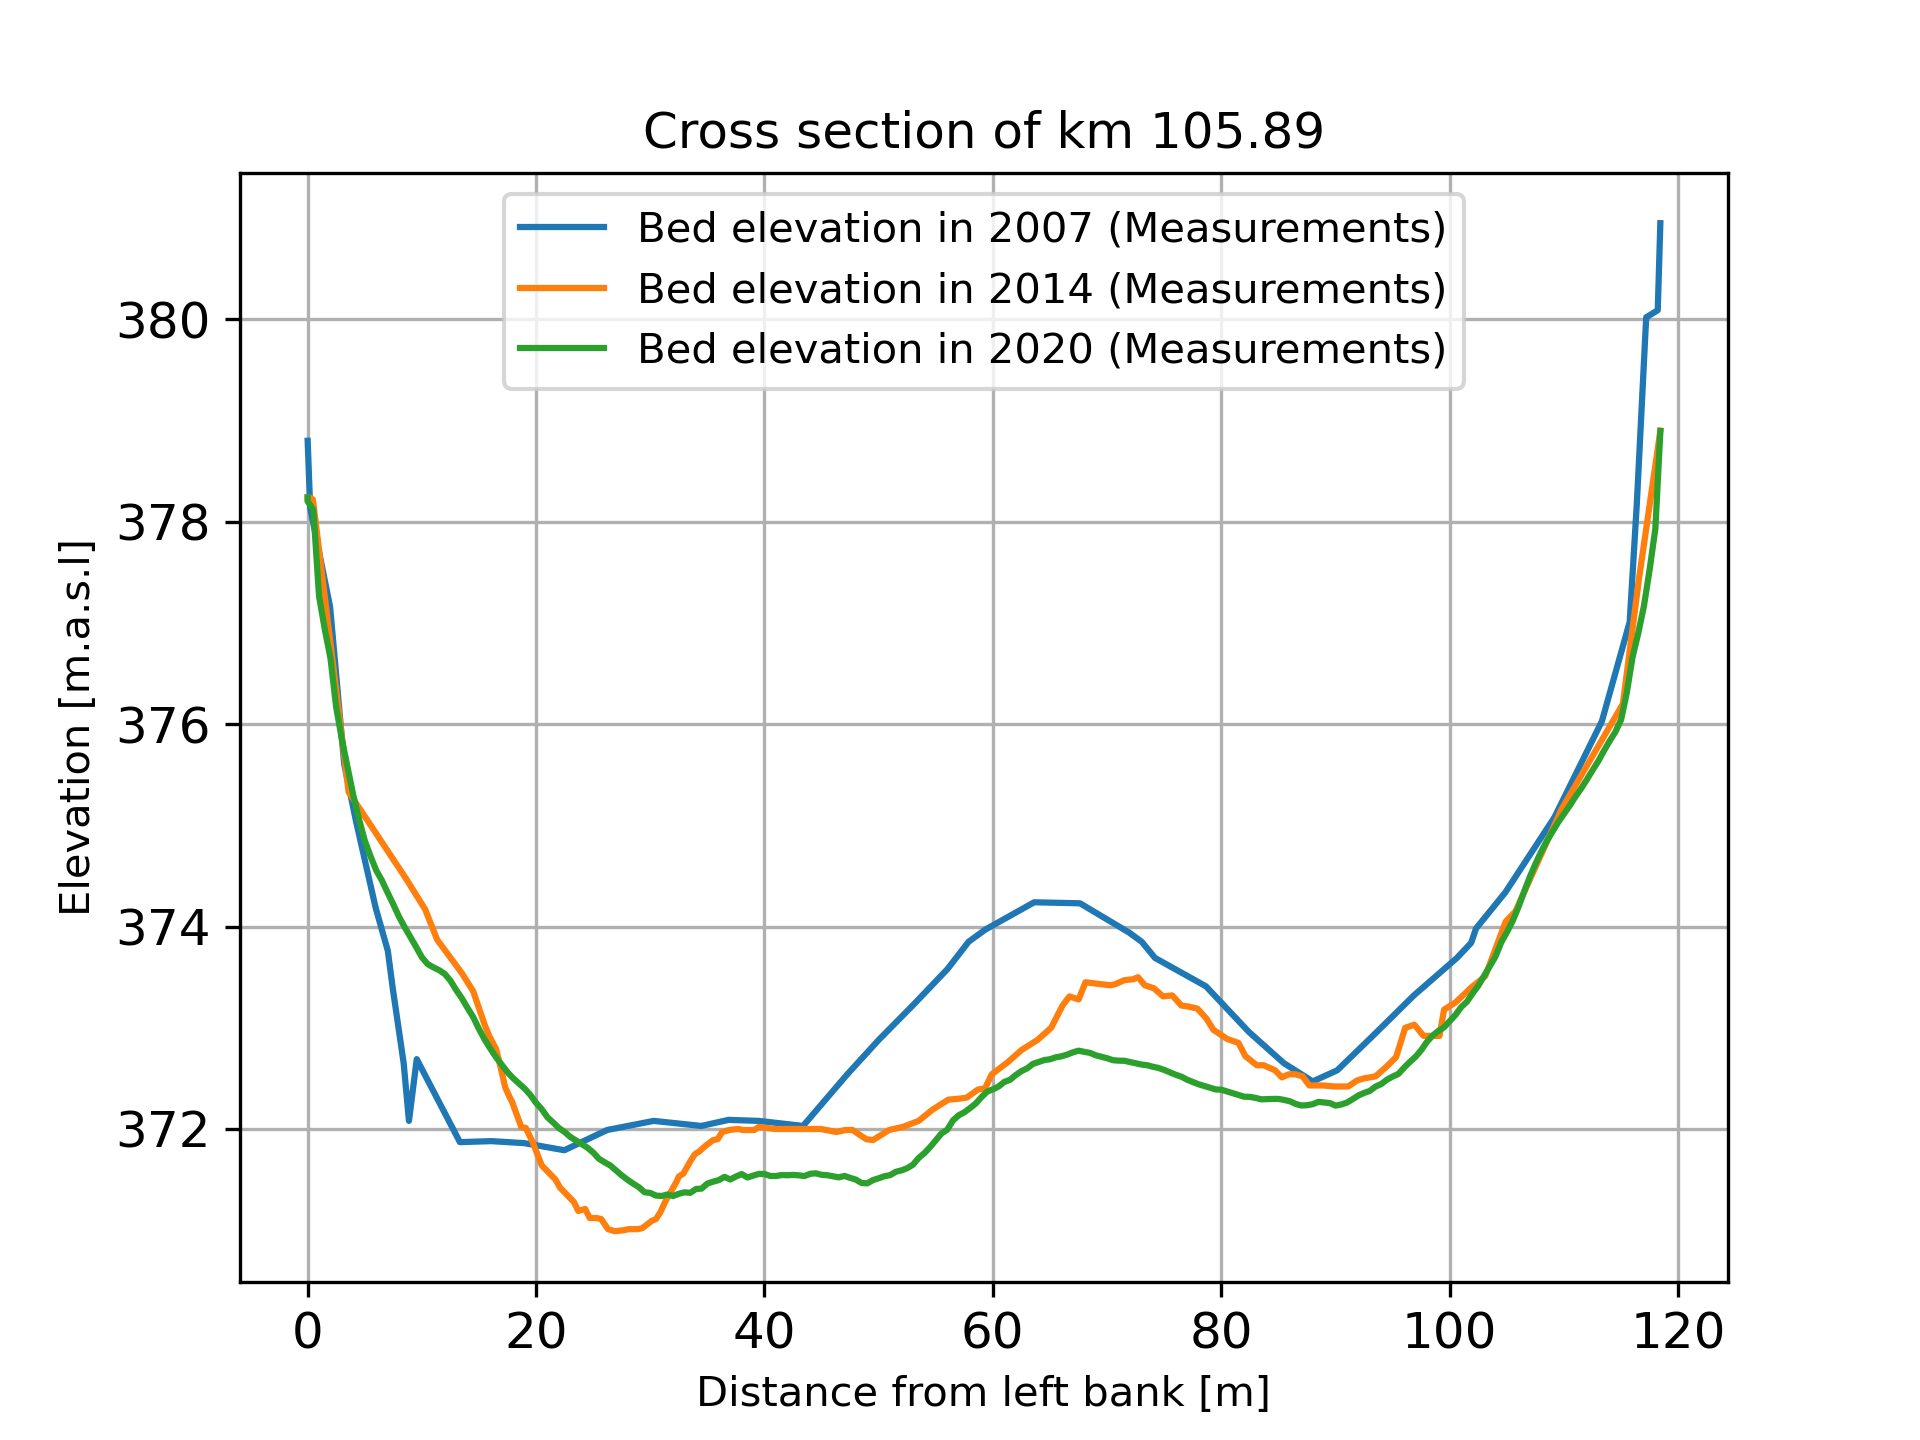 Cross section of km 105.89
Bed elevation in 2007 (Measurements)
Bed elevation in 2014 (Measurements)
Bed elevation in 2020 (Measurements)
Elevation [m.a.s.l]
380
378
376
374
372
0 20 40 60 80 100 120
Distance from left bank [m]